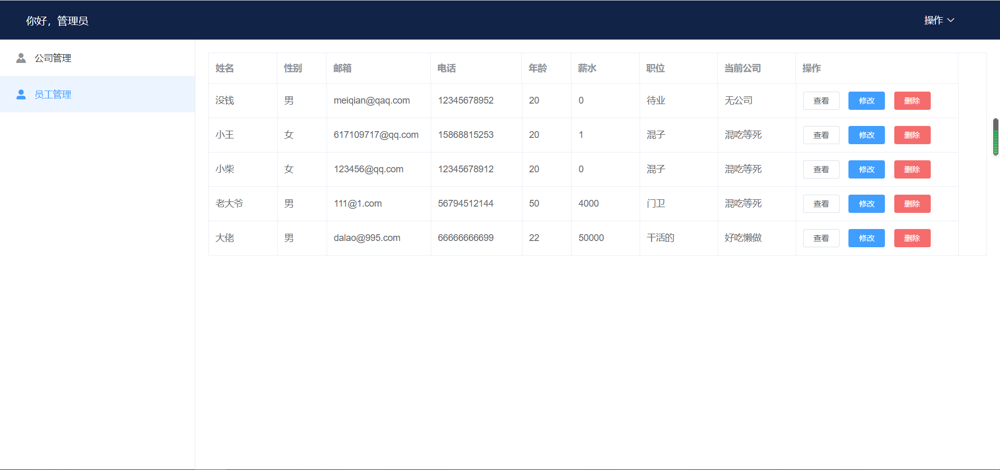 你好，管理员
操作
公司管理
员工管理
姓名 性别 邮箱 电话 年龄 薪水 职位 当前公司 操作
没钱 男 meiqian@qaq.com 12345678952 20 0 待业 无公司 查看 修改 删除
小王 女 617109717@qq.com 15868815253 20 1 混子 混吃等死 查看 修改 删除
小柴 女 123456@qq.com 12345678912 20 0 混子 混吃等死 查看 修改 删除
老大爷 男 111@1.com 56794512144 50 4000 门卫 混吃等死 查看 修改 删除
大佬 男 dalao@995.com 66666666699 22 50000 干活的 好吃懒做 查看 修改 删除